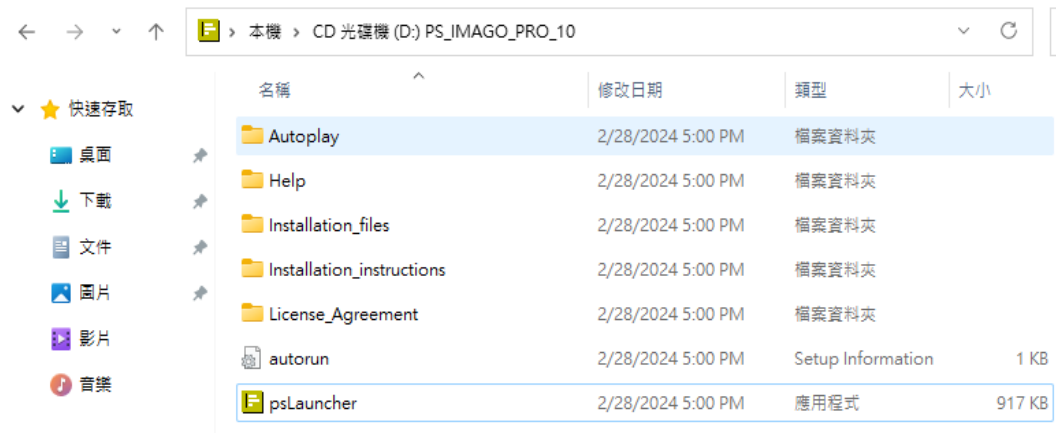 本機 › CD 光碟機 (D:) PS_IMAGO_PRO_10
名稱 修改日期 類型 大小
快速存取
桌面
下載
文件
圖片
影片
音樂
Autoplay 2/28/2024 5:00 PM 檔案資料夾
Help 2/28/2024 5:00 PM 檔案資料夾
Installation_files 2/28/2024 5:00 PM 檔案資料夾
Installation_instructions 2/28/2024 5:00 PM 檔案資料夾
License_Agreement 2/28/2024 5:00 PM 檔案資料夾
autorun 2/28/2024 5:00 PM Setup Information 1 KB
psLauncher 2/28/2024 5:00 PM 應用程式 917 KB